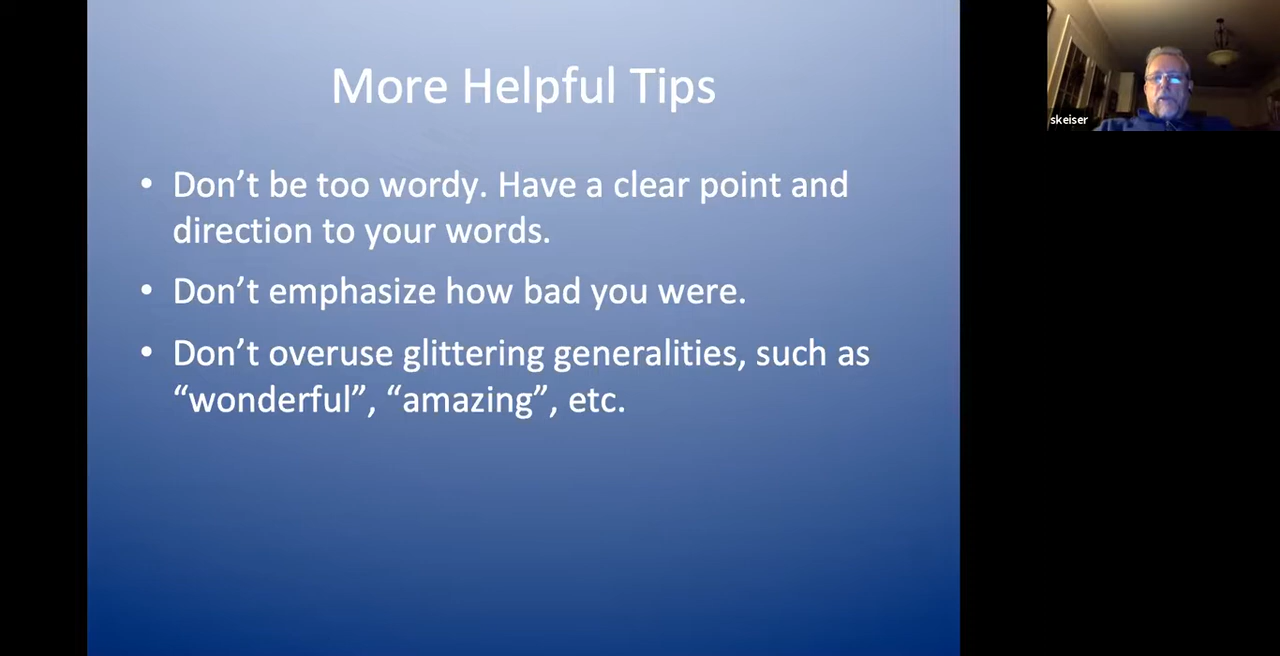 More Helpful Tips
• Don’t be too wordy. Have a clear point and
direction to your words.
• Don’t emphasize how bad you were.
• Don’t overuse glittering generalities, such as
“wonderful”, “amazing”, etc.
skeiser